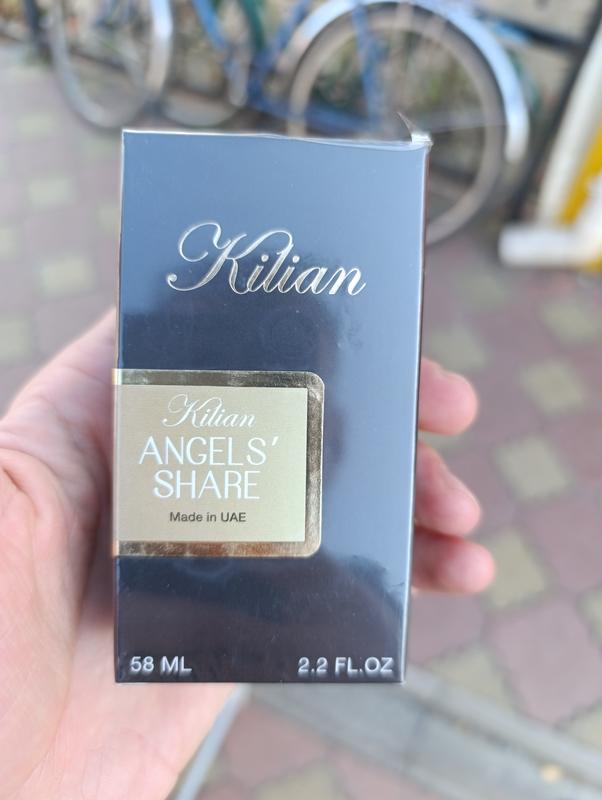 Kilian
Kilian
ANGELS'
SHARE
Made in UAE
58 ML
2.2 FL.OZ